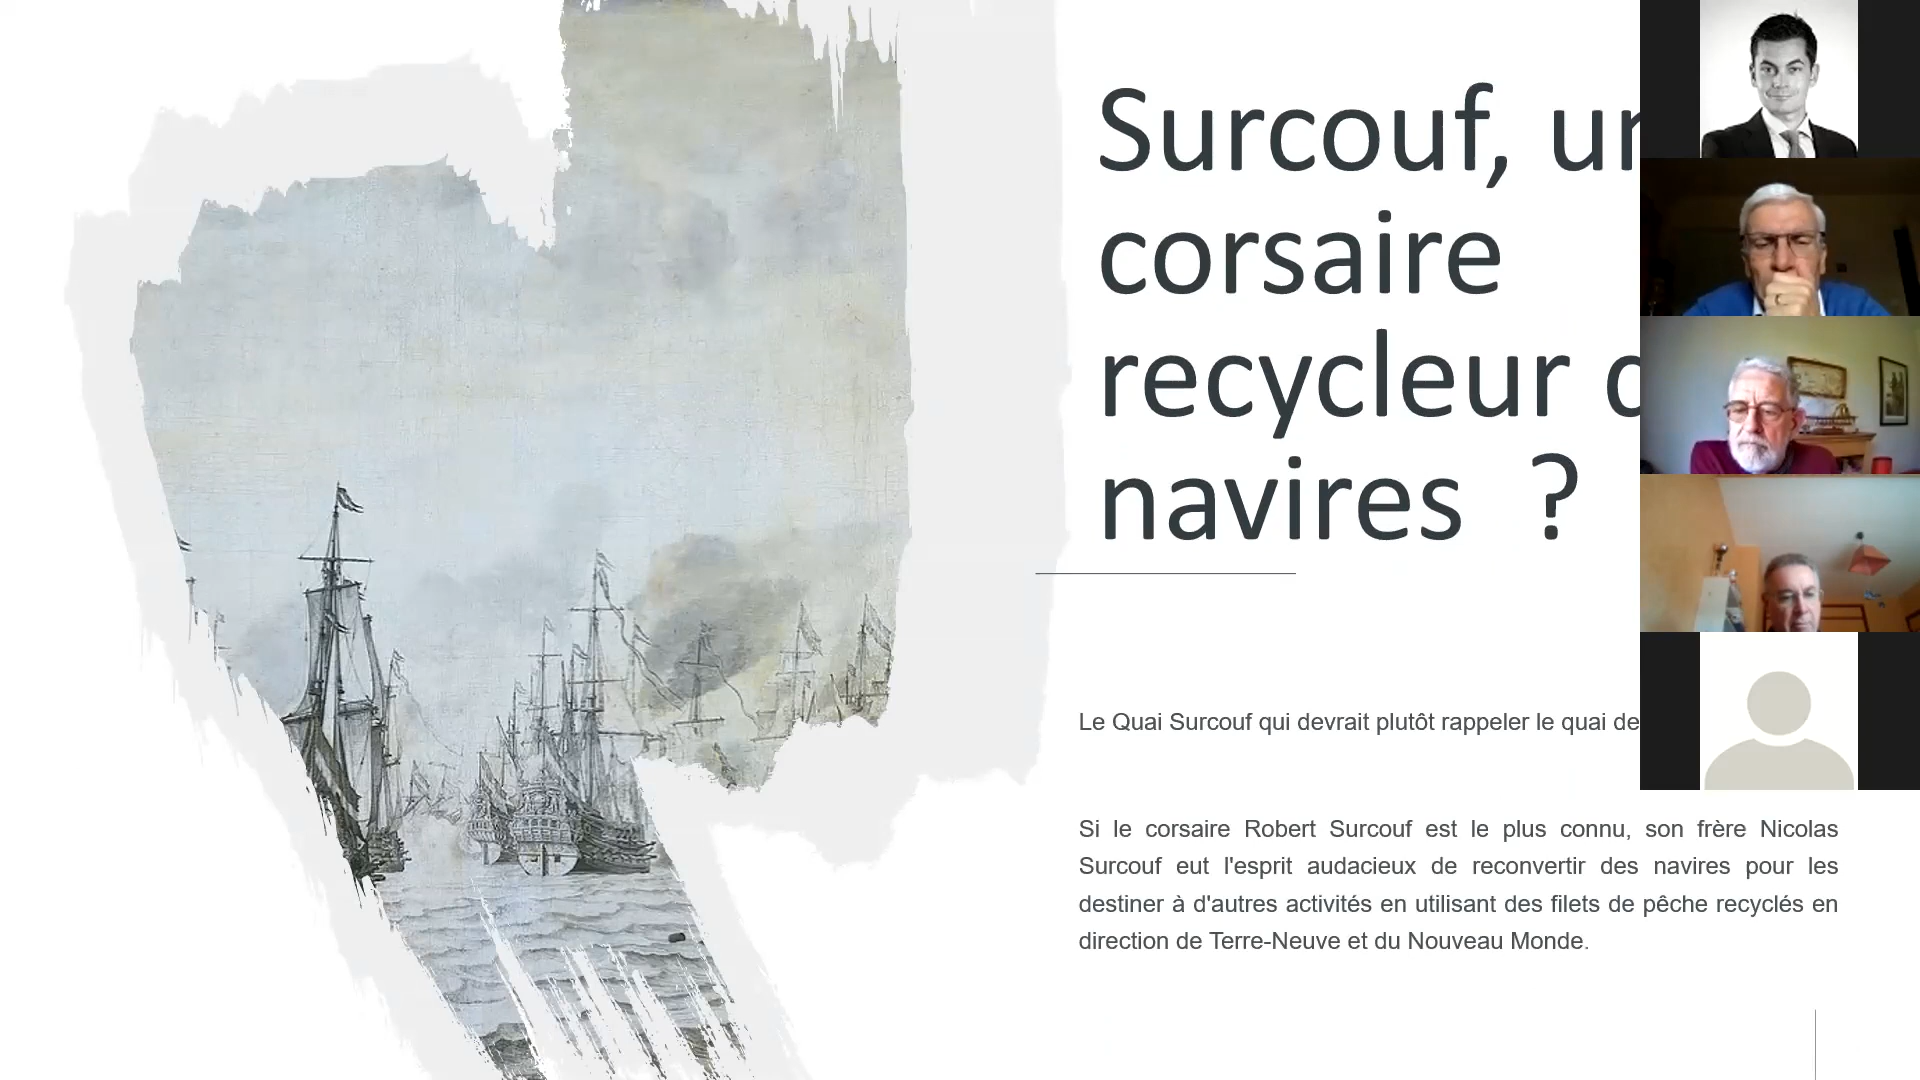 Surcouf, un
corsaire
recycleur
navires  ?
Le Quai Surcouf qui devrait plutôt rappeler le quai de
Si le corsaire Robert Surcouf est le plus connu, son frère Nicolas
Surcouf eut l'esprit audacieux de reconvertir des navires pour les
destiner à d'autres activités en utilisant des filets de pêche recyclés en
direction de Terre-Neuve et du Nouveau Monde.